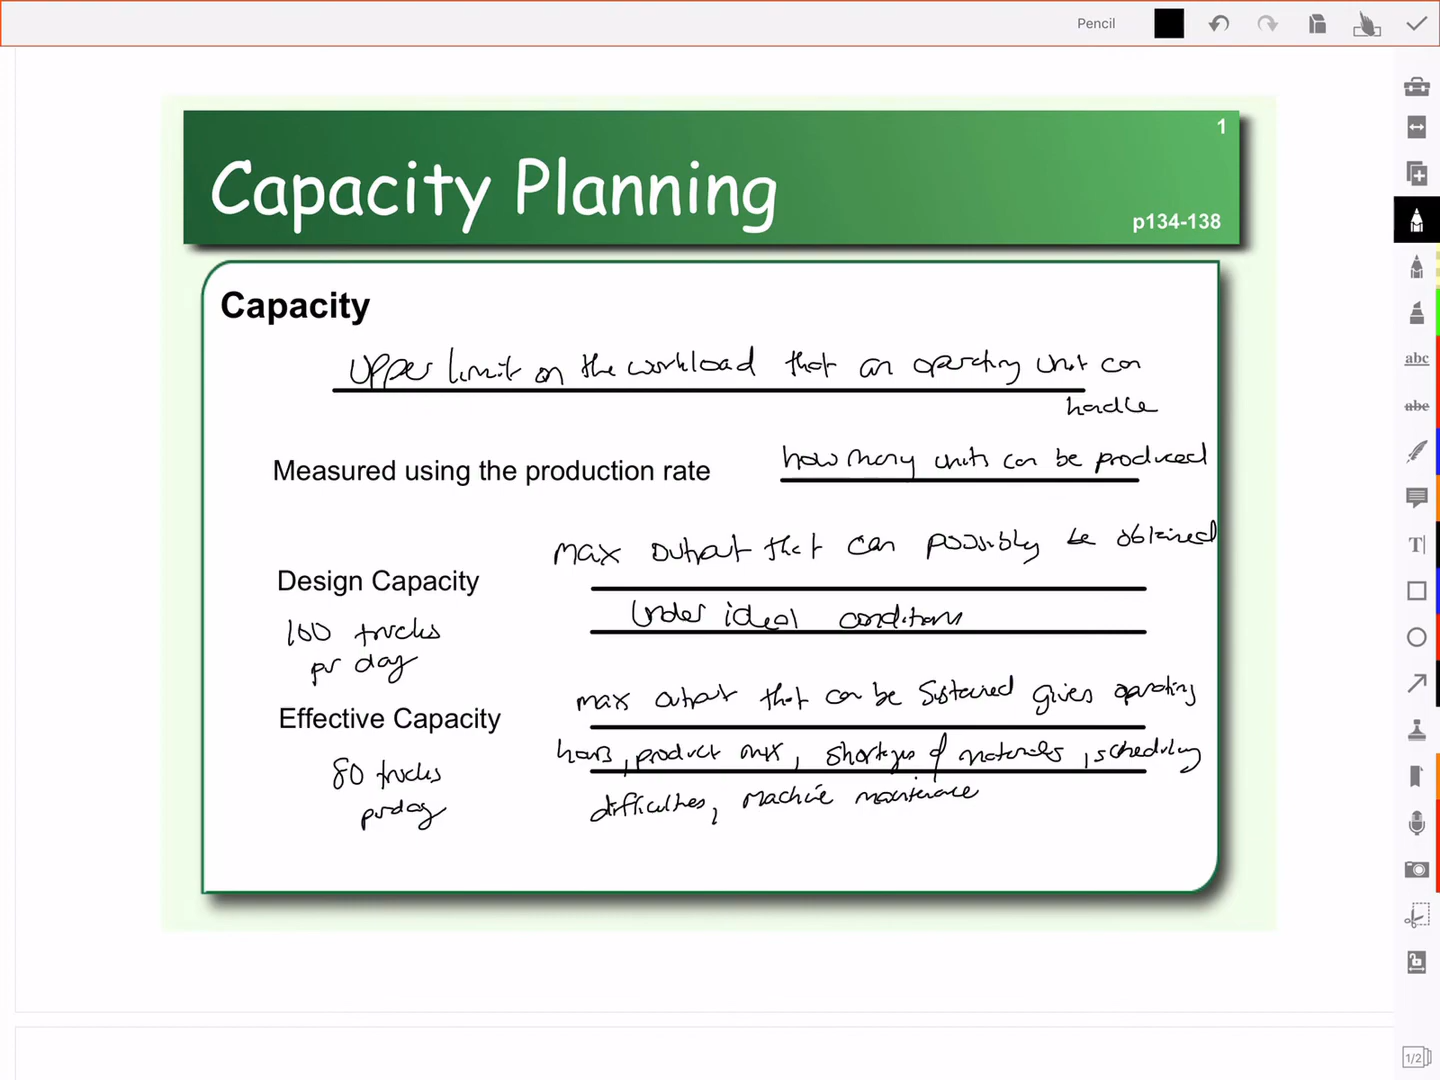 Pencil
1
Capacity Planning
p134-138
Capacity
Upper limit on the workload that an operating unit can
handle
Measured using the production rate
how many units can be produced
max output that can possibly be obtained
Design Capacity
under ideal conditions
100 trucks
pr day
max output that can be sustained given operating
Effective Capacity
hours, product mix, shortages of materials, scheduling
80 trucks
pr day
difficulties, machine maintenance
abc
abc
T
1/2